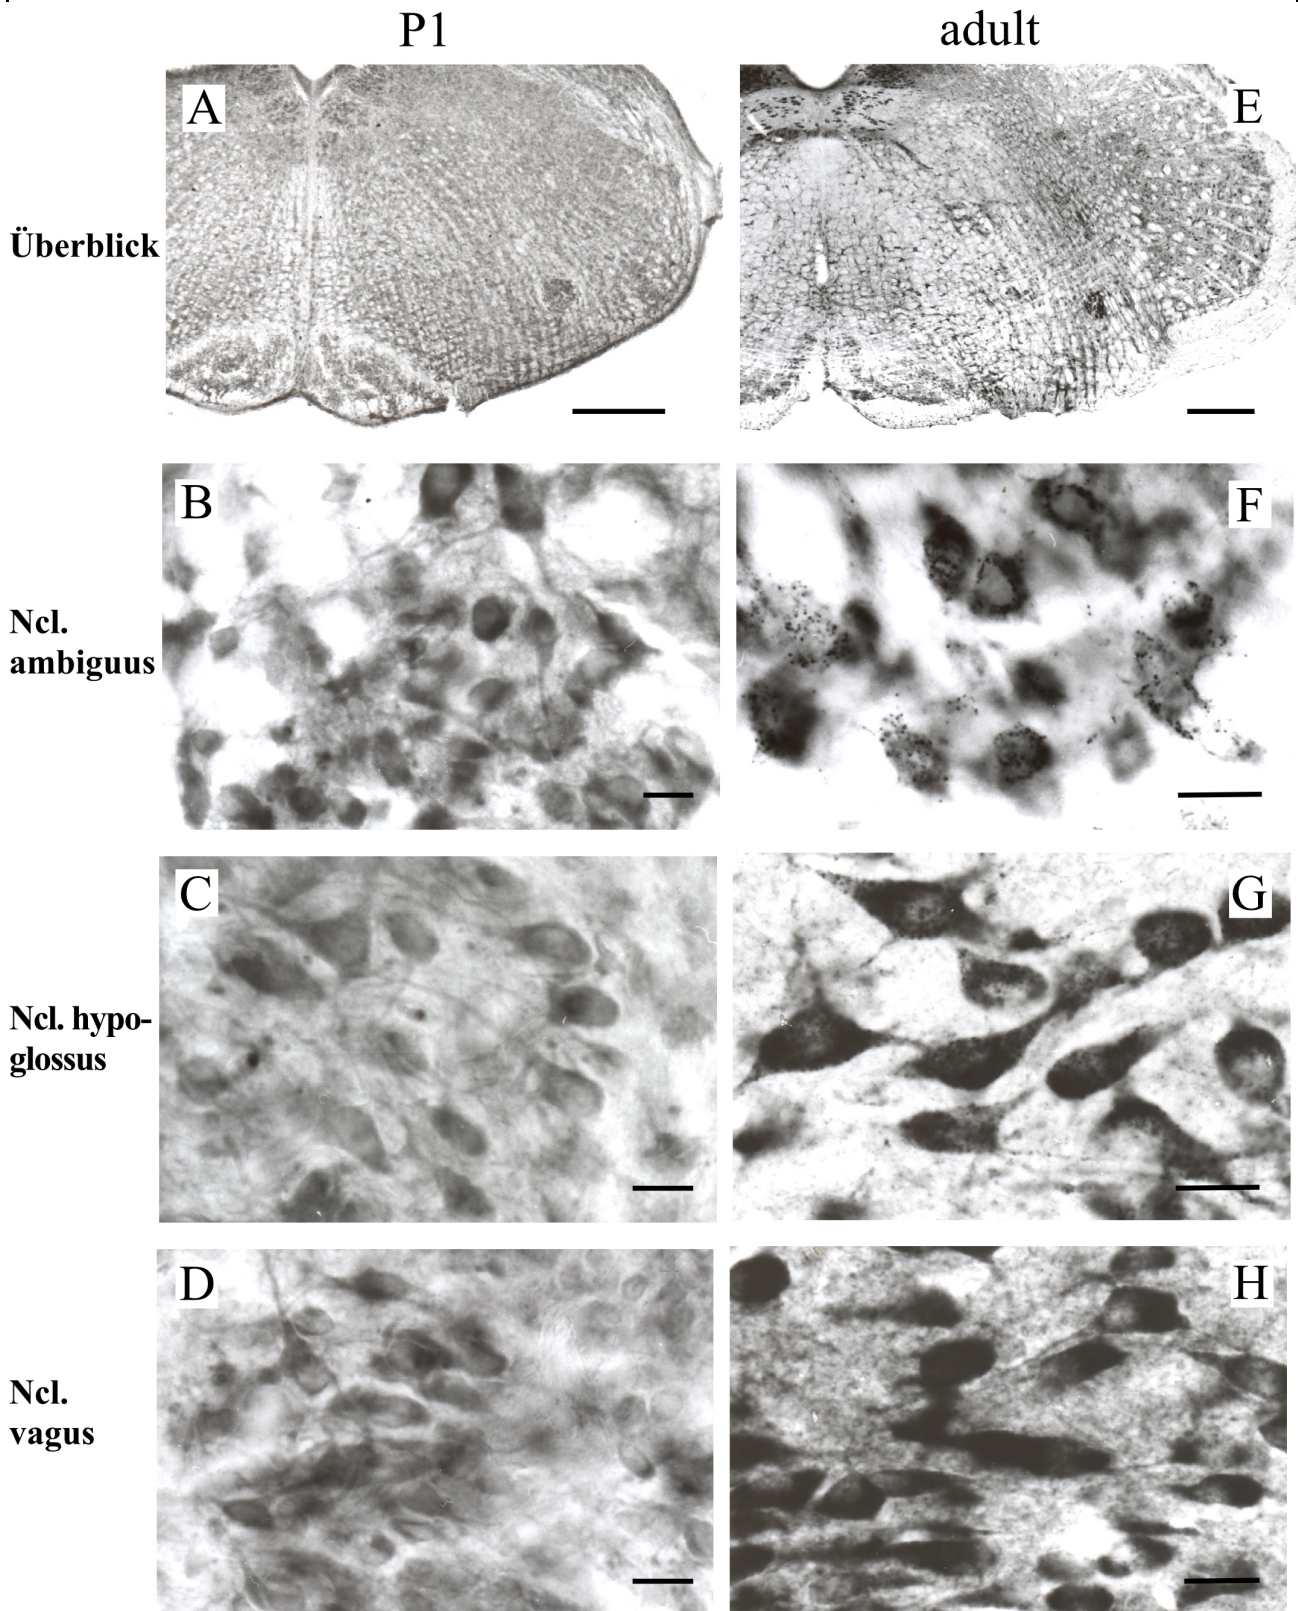 P1
adult
Überblick
A
E
Ncl.
ambiguus
B
F
Ncl. hypo-
glossus
C
G
Ncl.
vagus
D
H